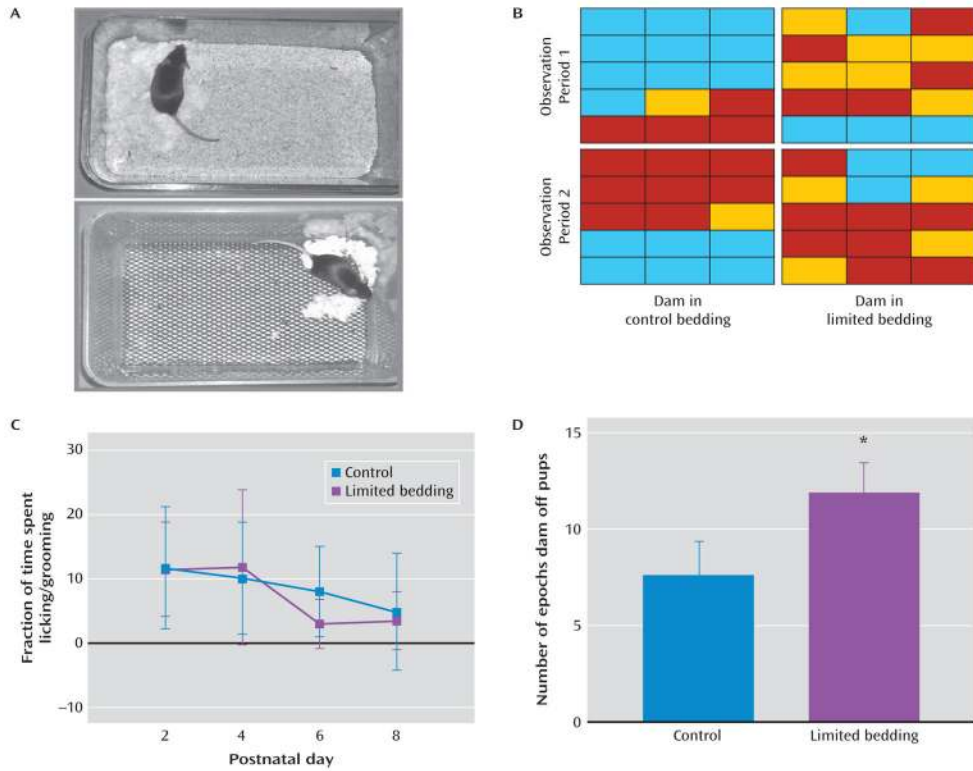 A
B
Observation
Period 1
Observation
Period 2
Dam in
control bedding
Dam in
limited bedding
C
30
20
10
0
–10
Fraction of time spent
licking/grooming
Control
Limited bedding
2
4
6
8
Postnatal day
D
15
10
5
0
Number of epochs dam off pups
*
Control
Limited bedding